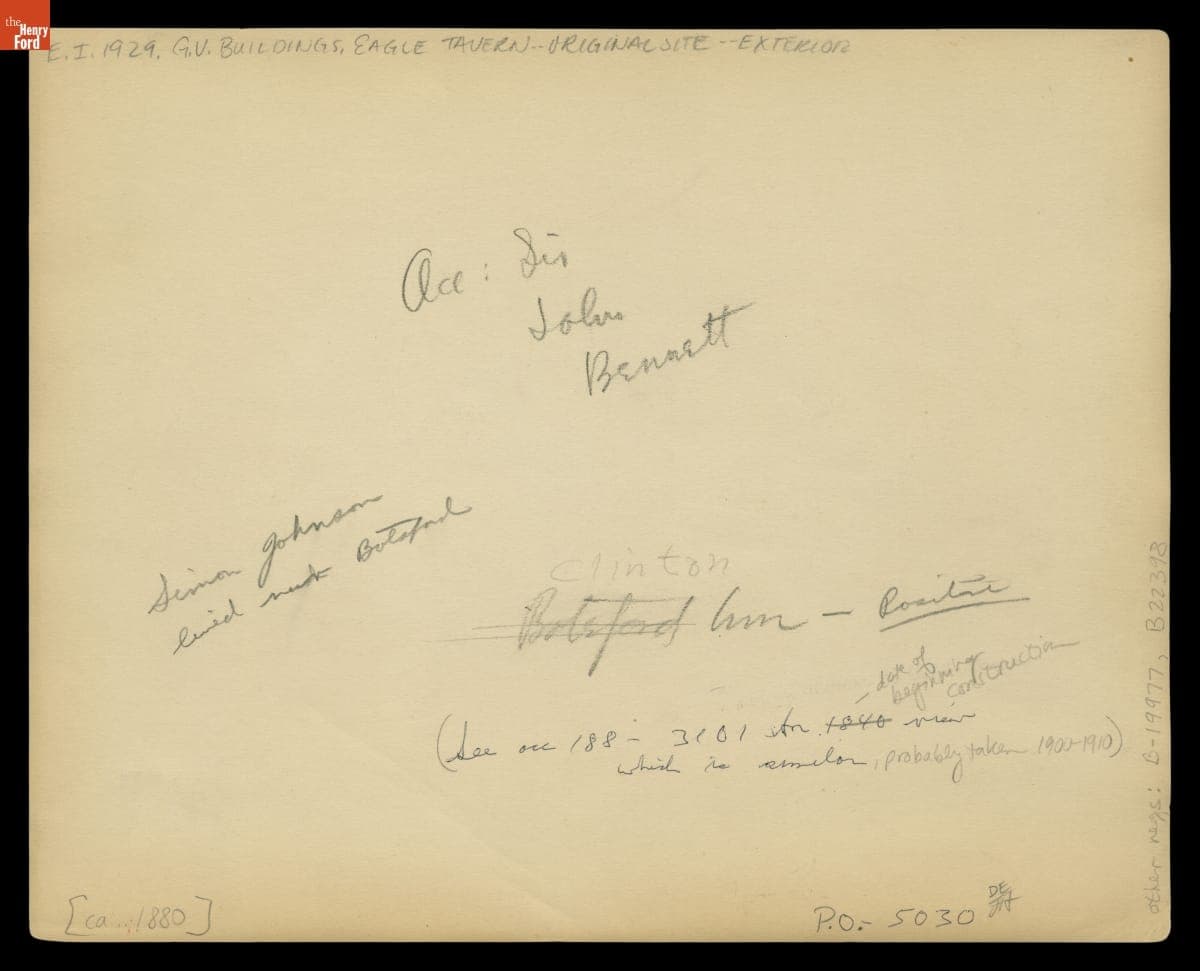 the
Henry
Ford
E.I. 1929. G.V. BUILDINGS, EAGLE TAVERN--ORIGINAL SITE--EXTERIOR
Acc: Sir
John
Bennett
Simon Johnson
lived next Botsford
Clinton
Botsford Inn - Positive
date of
beginning
construction
(See acc 188- 3101 for 1840 view
which is similar, probably taken 1900-1910)
other negs: B-19977, B22398
[ca. 1880]
P.O.- 5030